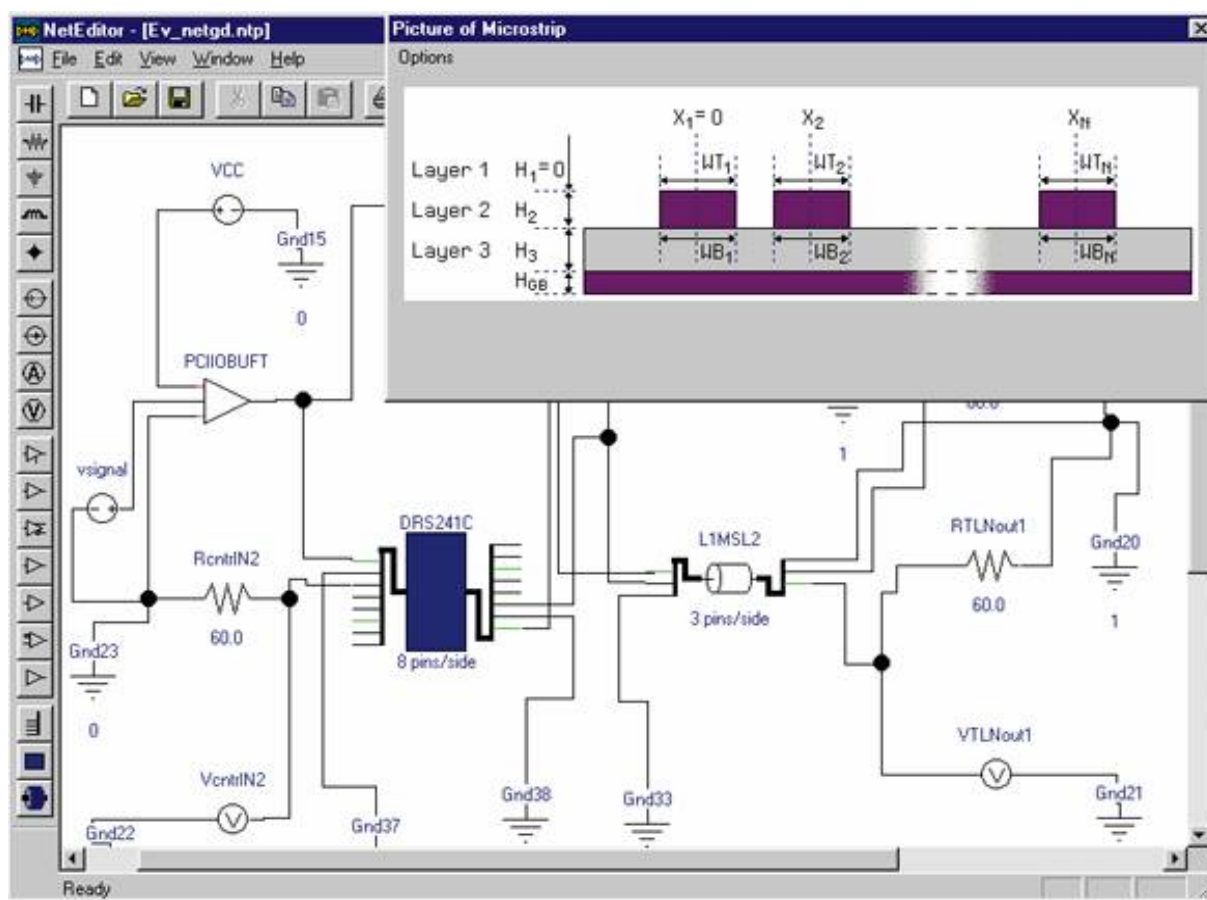 NetEditor - [Ev_netgd.ntp]
File Edit View Window Help
Picture of Microstrip
Options
X1 = 0 X2 XN
Layer 1 H1=0 WT1 WT2 WTN
Layer 2 H2
Layer 3 H3 WB1 WB2 WBN
HGB
VCC
Gnd15
0
PCIIOBUFT
1
vsignal
DRS241C
L1MSL2
RTLNout1
Gnd20
RcntrIN2
60.0
60.0
3 pins/side
1
Gnd23
8 pins/side
0
VTLNout1
VcntrIN2
Gnd38
Gnd33
Gnd21
Gnd22
Gnd37
Ready